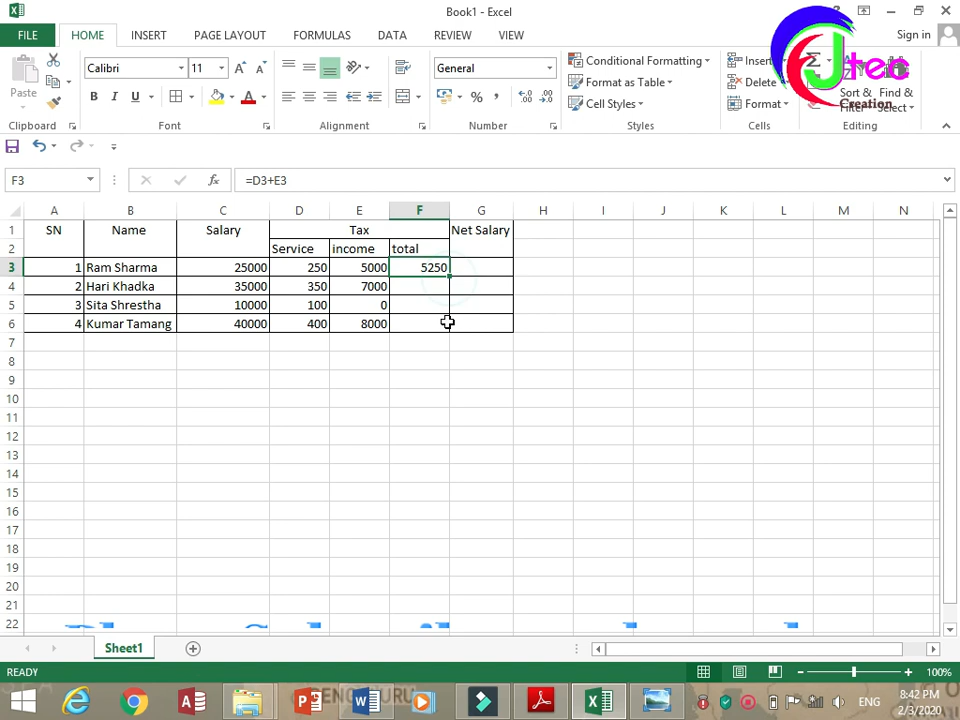 Book1 - Excel
FILE HOME INSERT PAGE LAYOUT FORMULAS DATA REVIEW VIEW Sign in
Jtec
Creation
Paste
Calibri 11
B I U
General
Conditional Formatting
Format as Table
Cell Styles
Insert
Delete
Format
Sort & Filter
Find & Select
Clipboard Font Alignment Number Styles Cells Editing
F3 fx =D3+E3
A B C D E F G H I J K L M N
1 SN Name Salary Tax Net Salary
2 Service income total
3 1 Ram Sharma 25000 250 5000 5250
4 2 Hari Khadka 35000 350 7000
5 3 Sita Shrestha 10000 100 0
6 4 Kumar Tamang 40000 400 8000
7
8
9
10
11
12
13
14
15
16
17
18
19
20
21
22
Sheet1
READY 100%
ENG 8:42 PM
2/3/2020